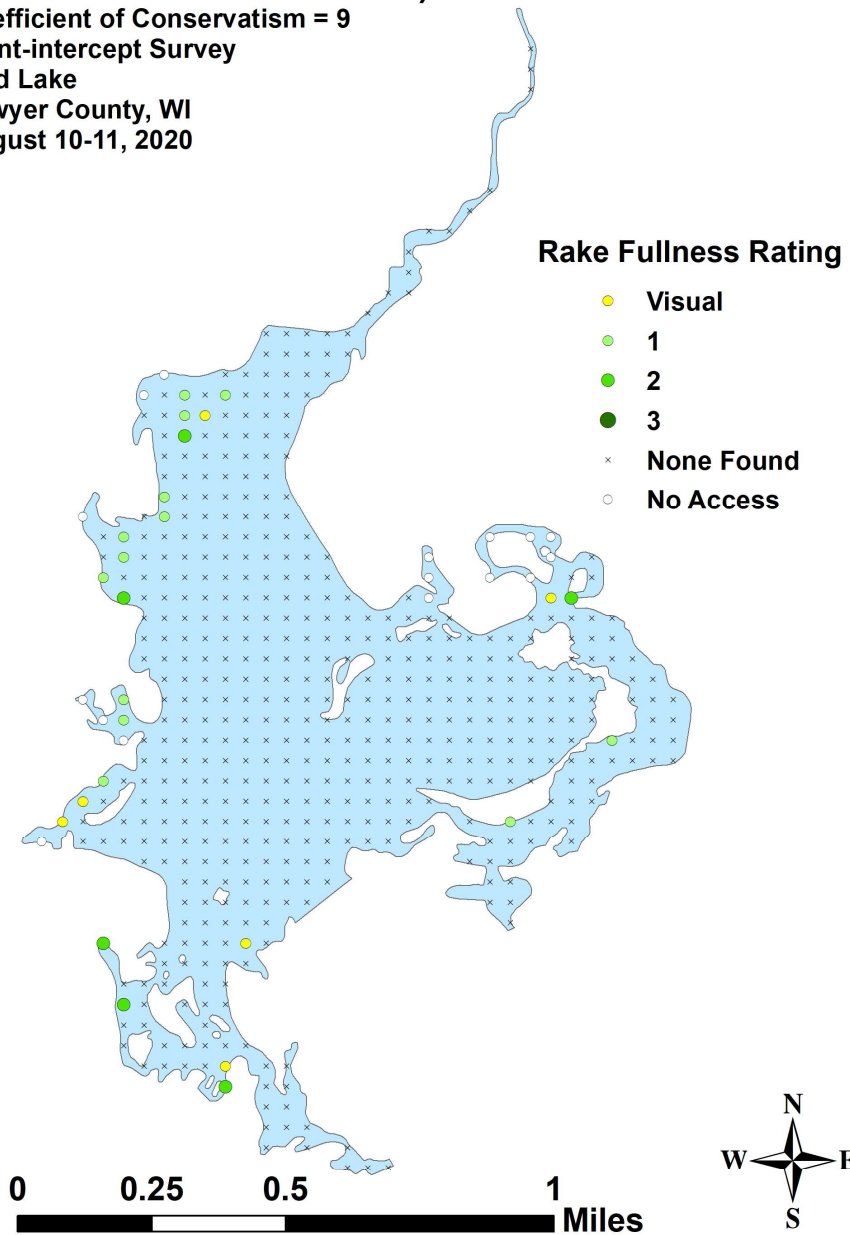 efficient of Conservatism = 9
nt-intercept Survey
d Lake
wyer County, WI
gust 10-11, 2020
Rake Fullness Rating
Visual
1
2
3
None Found
No Access
N
W E
S
0 0.25 0.5 1
Miles